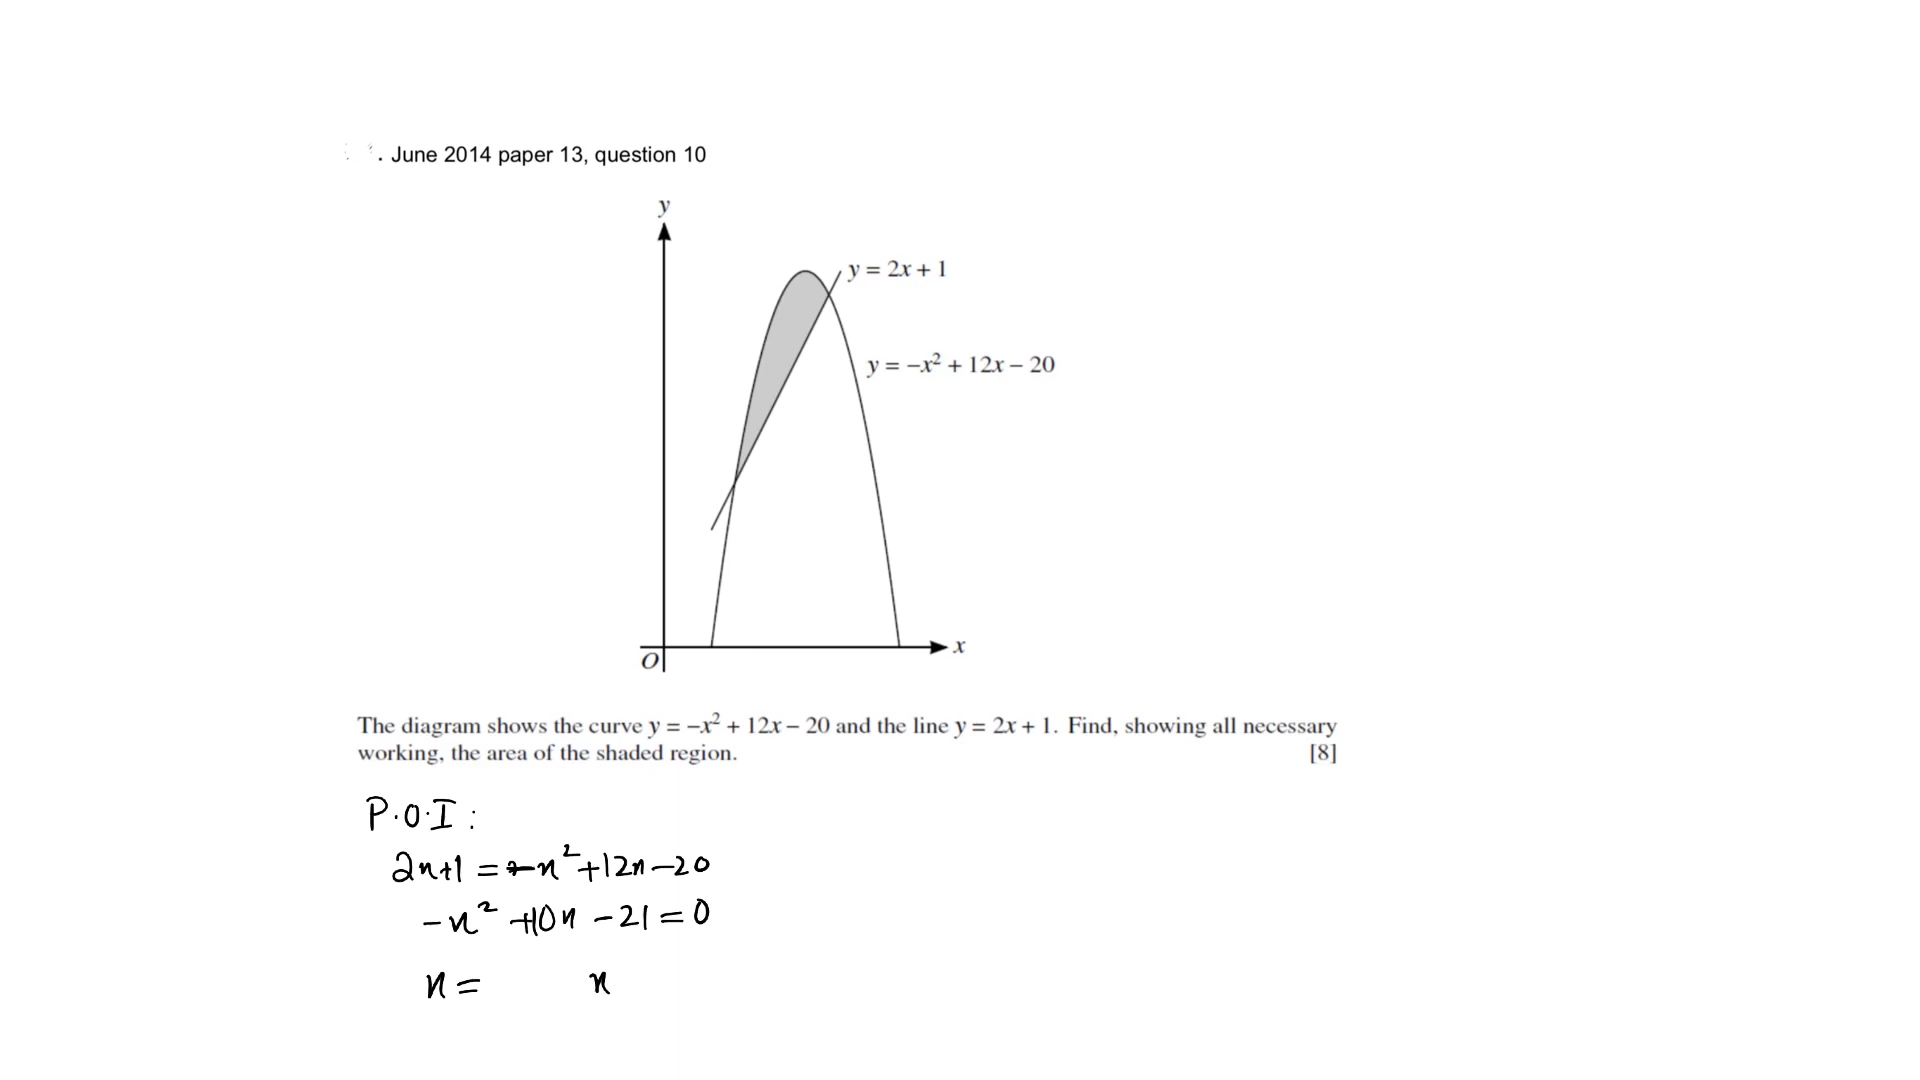 . June 2014 paper 13, question 10
y
y = 2x + 1
y = −x² + 12x − 20
x
O
The diagram shows the curve y = −x² + 12x − 20 and the line y = 2x + 1. Find, showing all necessary
working, the area of the shaded region. [8]
P.O.I :
2x+1 = -x²+12x-20
-x² +10x -21=0
x = x